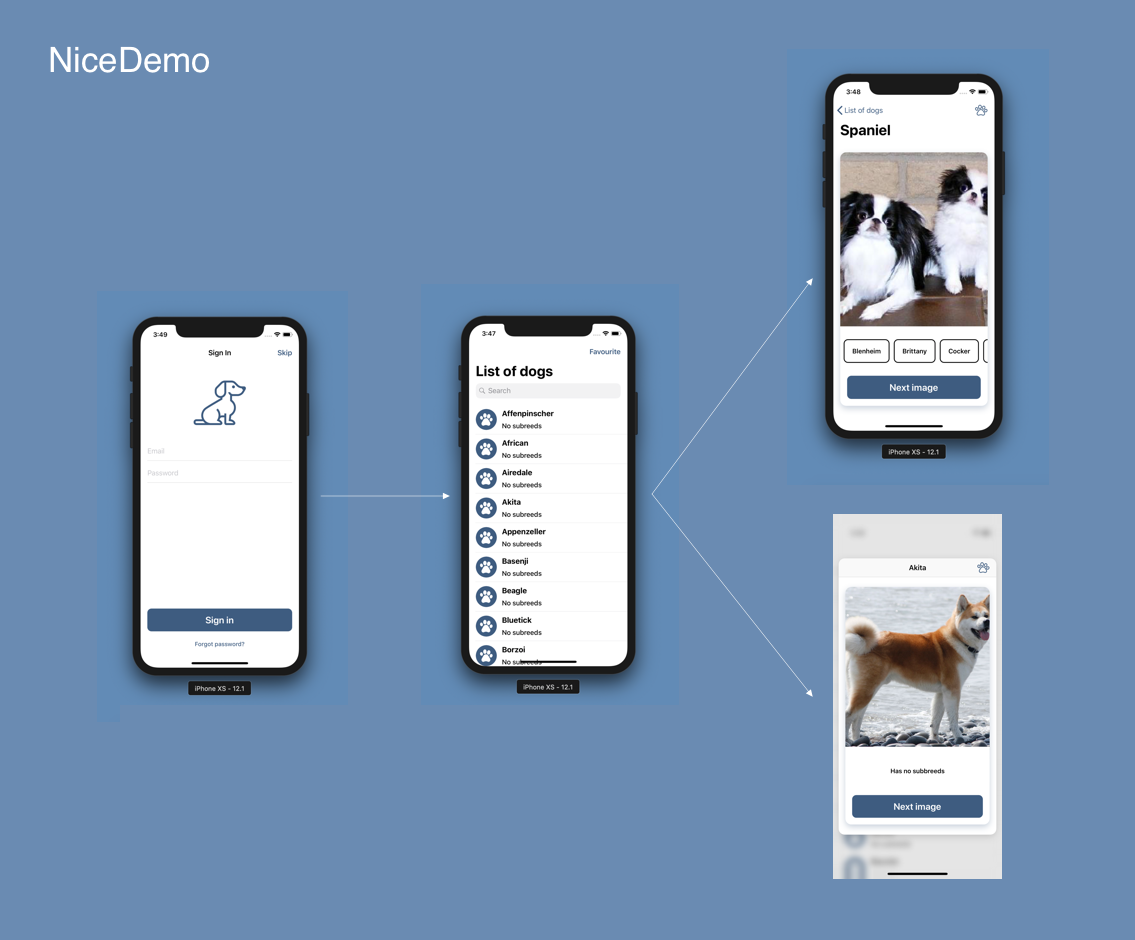 NiceDemo
3:49
Sign In
Skip
Email
Password
Sign in
Forgot password?
iPhone XS - 12.1
3:47
Favourite
List of dogs
Search
Affenpinscher
No subreeds
African
No subreeds
Airedale
No subreeds
Akita
No subreeds
Appenzeller
No subreeds
Basenji
No subreeds
Beagle
No subreeds
Bluetick
No subreeds
Borzoi
No subreeds
iPhone XS - 12.1
3:48
List of dogs
Spaniel
Blenheim
Brittany
Cocker
Next image
iPhone XS - 12.1
Akita
Has no subbreeds
Next image